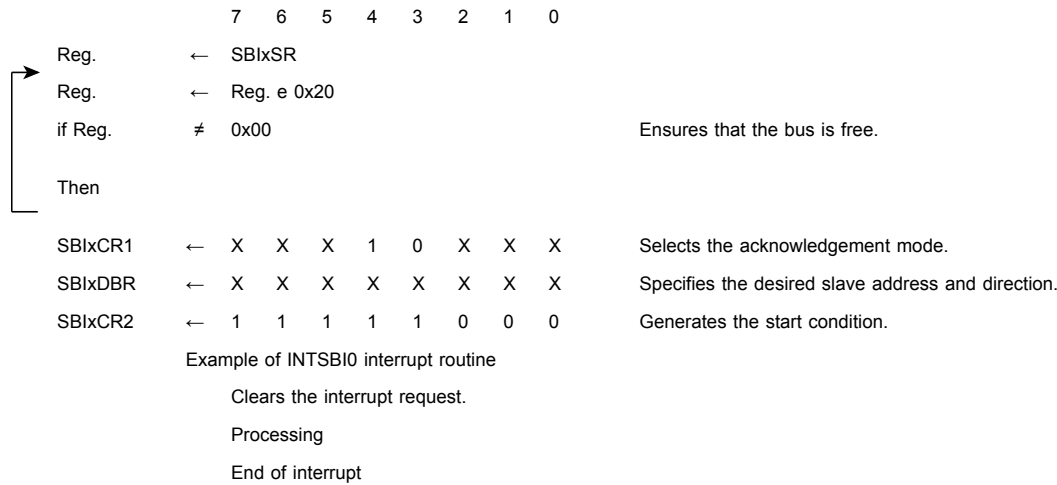 7 6 5 4 3 2 1 0
Reg. ← SBIxSR
Reg. ← Reg. e 0x20
if Reg. ≠ 0x00 Ensures that the bus is free.
Then
SBIxCR1 ← X X X 1 0 X X X Selects the acknowledgement mode.
SBIxDBR ← X X X X X X X X Specifies the desired slave address and direction.
SBIxCR2 ← 1 1 1 1 1 0 0 0 Generates the start condition.
Example of INTSBI0 interrupt routine
Clears the interrupt request.
Processing
End of interrupt